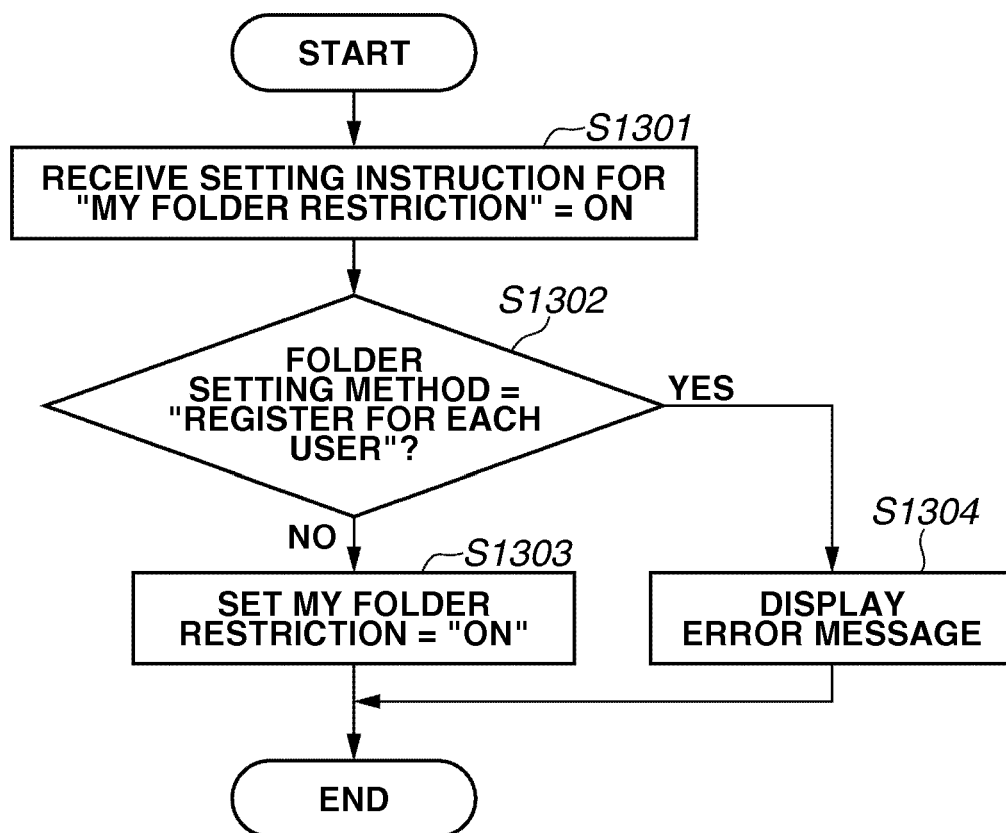 START
S1301
RECEIVE SETTING INSTRUCTION FOR
"MY FOLDER RESTRICTION" = ON
S1302
FOLDER
SETTING METHOD =
"REGISTER FOR EACH
USER"?
YES
NO
S1303
SET MY FOLDER
RESTRICTION = "ON"
S1304
DISPLAY
ERROR MESSAGE
END